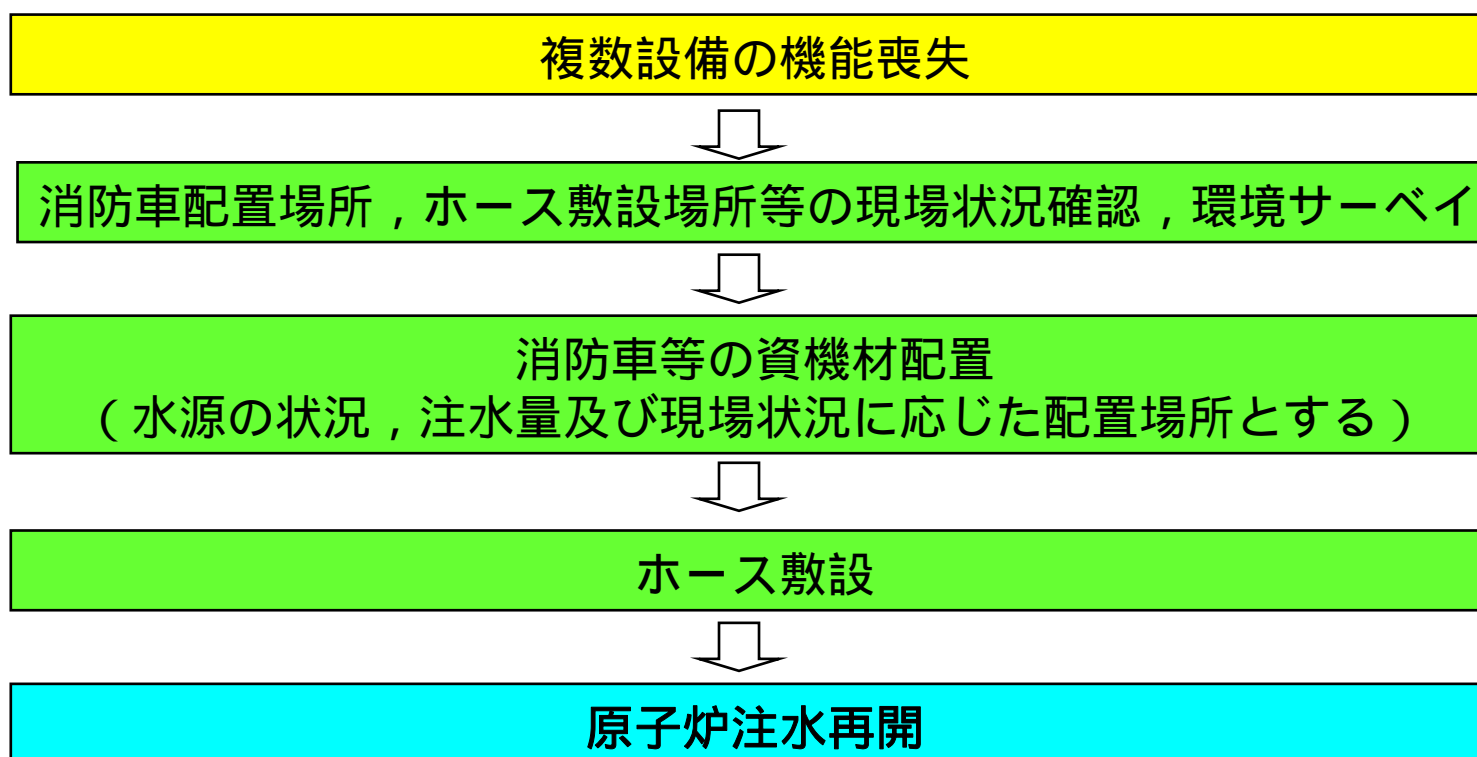 複数設備の機能喪失
消防車配置場所，ホース敷設場所等の現場状況確認，環境サーベイ
消防車等の資機材配置
（水源の状況，注水量及び現場状況に応じた配置場所とする）
ホース敷設
原子炉注水再開